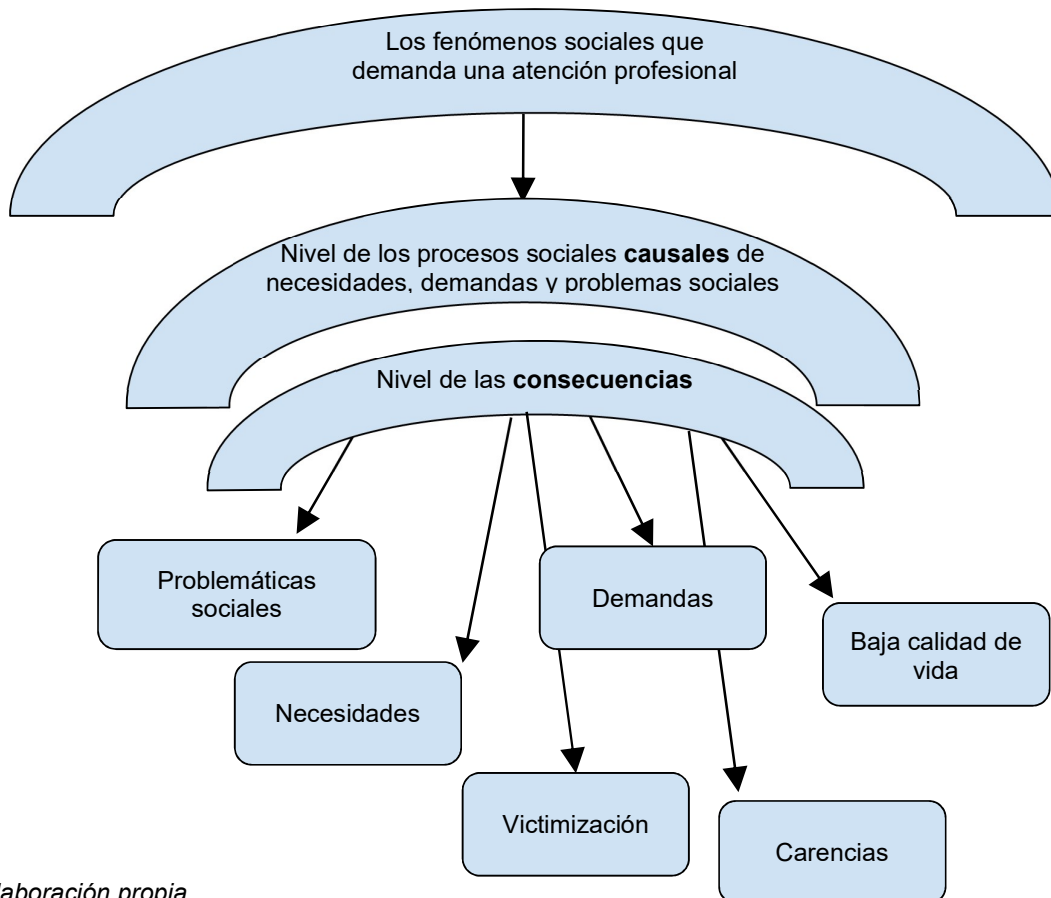 Los fenómenos sociales que
demanda una atención profesional
Nivel de los procesos sociales causales de
necesidades, demandas y problemas sociales
Nivel de las consecuencias
Problemáticas
sociales
Demandas
Baja calidad de
vida
Necesidades
Victimización
Carencias
laboración propia